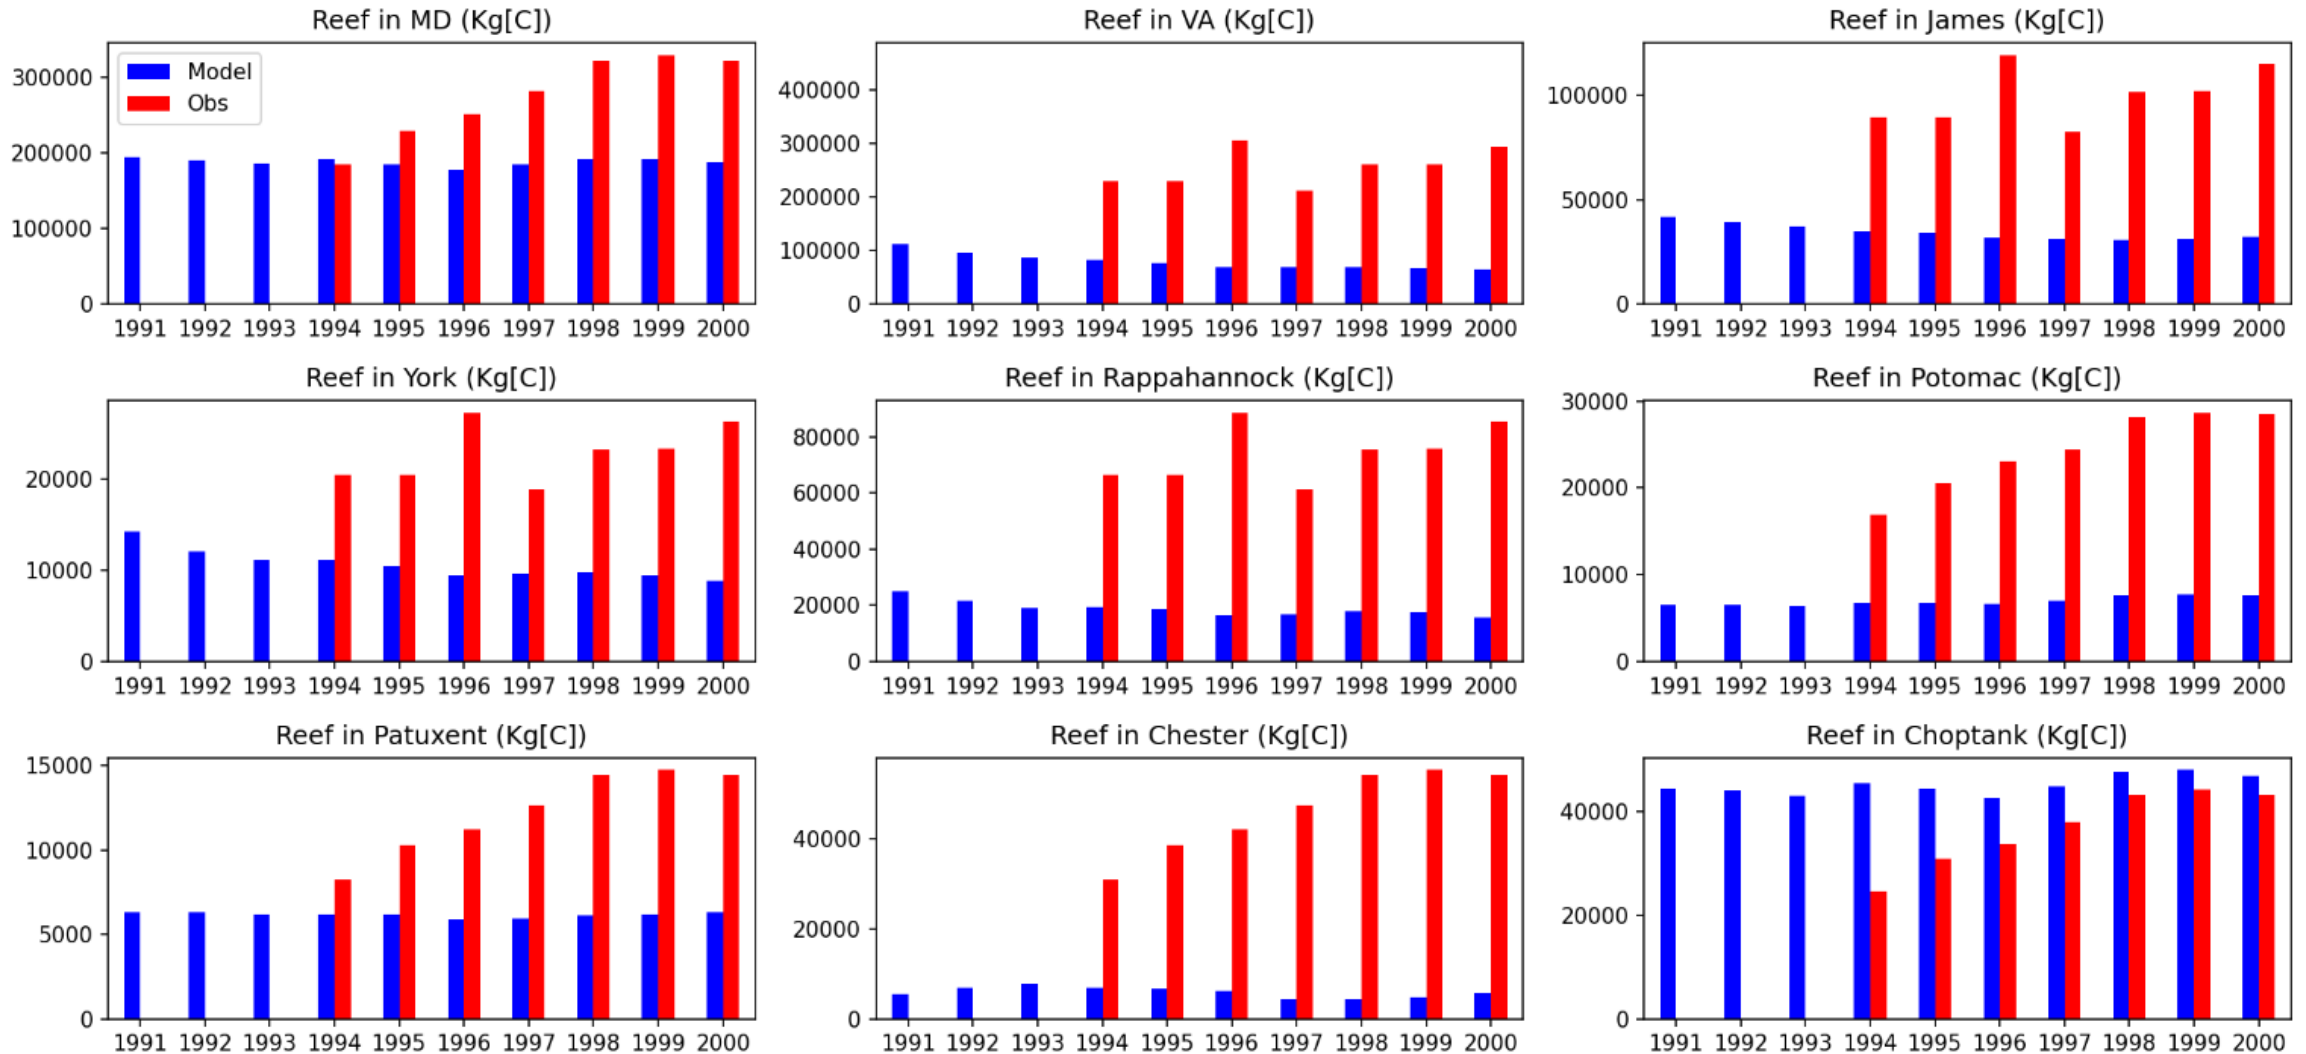 Reef in MD (Kg[C])
300000
200000
100000
0
Model
Obs
1991 1992 1993 1994 1995 1996 1997 1998 1999 2000
Reef in VA (Kg[C])
400000
300000
200000
100000
0
1991 1992 1993 1994 1995 1996 1997 1998 1999 2000
Reef in James (Kg[C])
100000
50000
0
1991 1992 1993 1994 1995 1996 1997 1998 1999 2000
Reef in York (Kg[C])
20000
10000
0
1991 1992 1993 1994 1995 1996 1997 1998 1999 2000
Reef in Rappahannock (Kg[C])
80000
60000
40000
20000
0
1991 1992 1993 1994 1995 1996 1997 1998 1999 2000
Reef in Potomac (Kg[C])
30000
20000
10000
0
1991 1992 1993 1994 1995 1996 1997 1998 1999 2000
Reef in Patuxent (Kg[C])
15000
10000
5000
0
1991 1992 1993 1994 1995 1996 1997 1998 1999 2000
Reef in Chester (Kg[C])
40000
20000
0
1991 1992 1993 1994 1995 1996 1997 1998 1999 2000
Reef in Choptank (Kg[C])
40000
20000
0
1991 1992 1993 1994 1995 1996 1997 1998 1999 2000